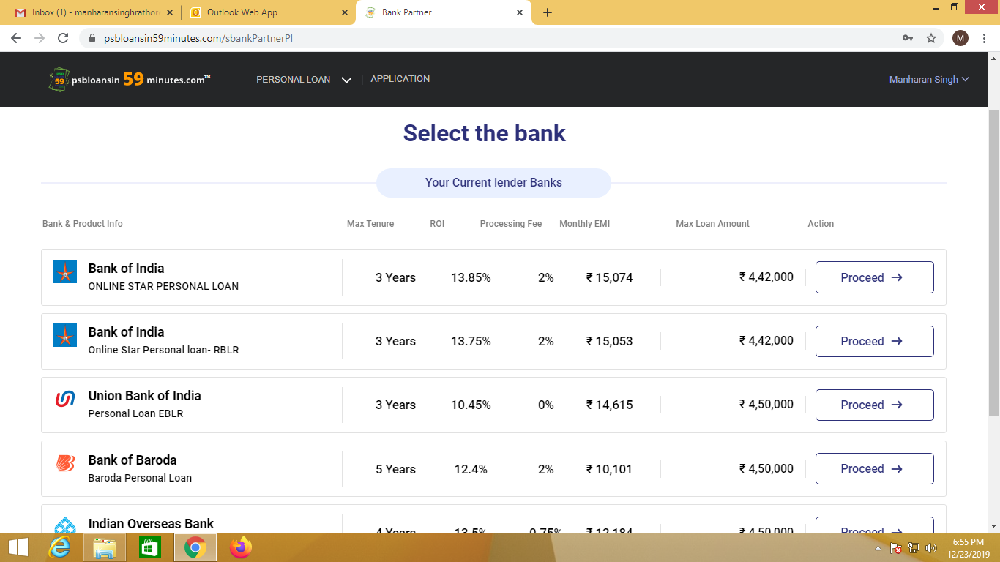 Inbox (1) - manharansinghrathor
Outlook Web App
Bank Partner
psbloansin59minutes.com/sbankPartnerPl
M
PSB 59 psbloansin 59 minutes.com™
PERSONAL LOAN
APPLICATION
Manharan Singh
Select the bank
Your Current lender Banks
Bank & Product Info Max Tenure ROI Processing Fee Monthly EMI Max Loan Amount Action
Bank of India
ONLINE STAR PERSONAL LOAN
3 Years 13.85% 2% ₹ 15,074 ₹ 4,42,000 Proceed →
Bank of India
Online Star Personal loan- RBLR
3 Years 13.75% 2% ₹ 15,053 ₹ 4,42,000 Proceed →
Union Bank of India
Personal Loan EBLR
3 Years 10.45% 0% ₹ 14,615 ₹ 4,50,000 Proceed →
Bank of Baroda
Baroda Personal Loan
5 Years 12.4% 2% ₹ 10,101 ₹ 4,50,000 Proceed →
Indian Overseas Bank
4 Years 13.5% 0.75% ₹ 12,184 ₹ 4,50,000 Proceed →
6:55 PM
12/23/2019